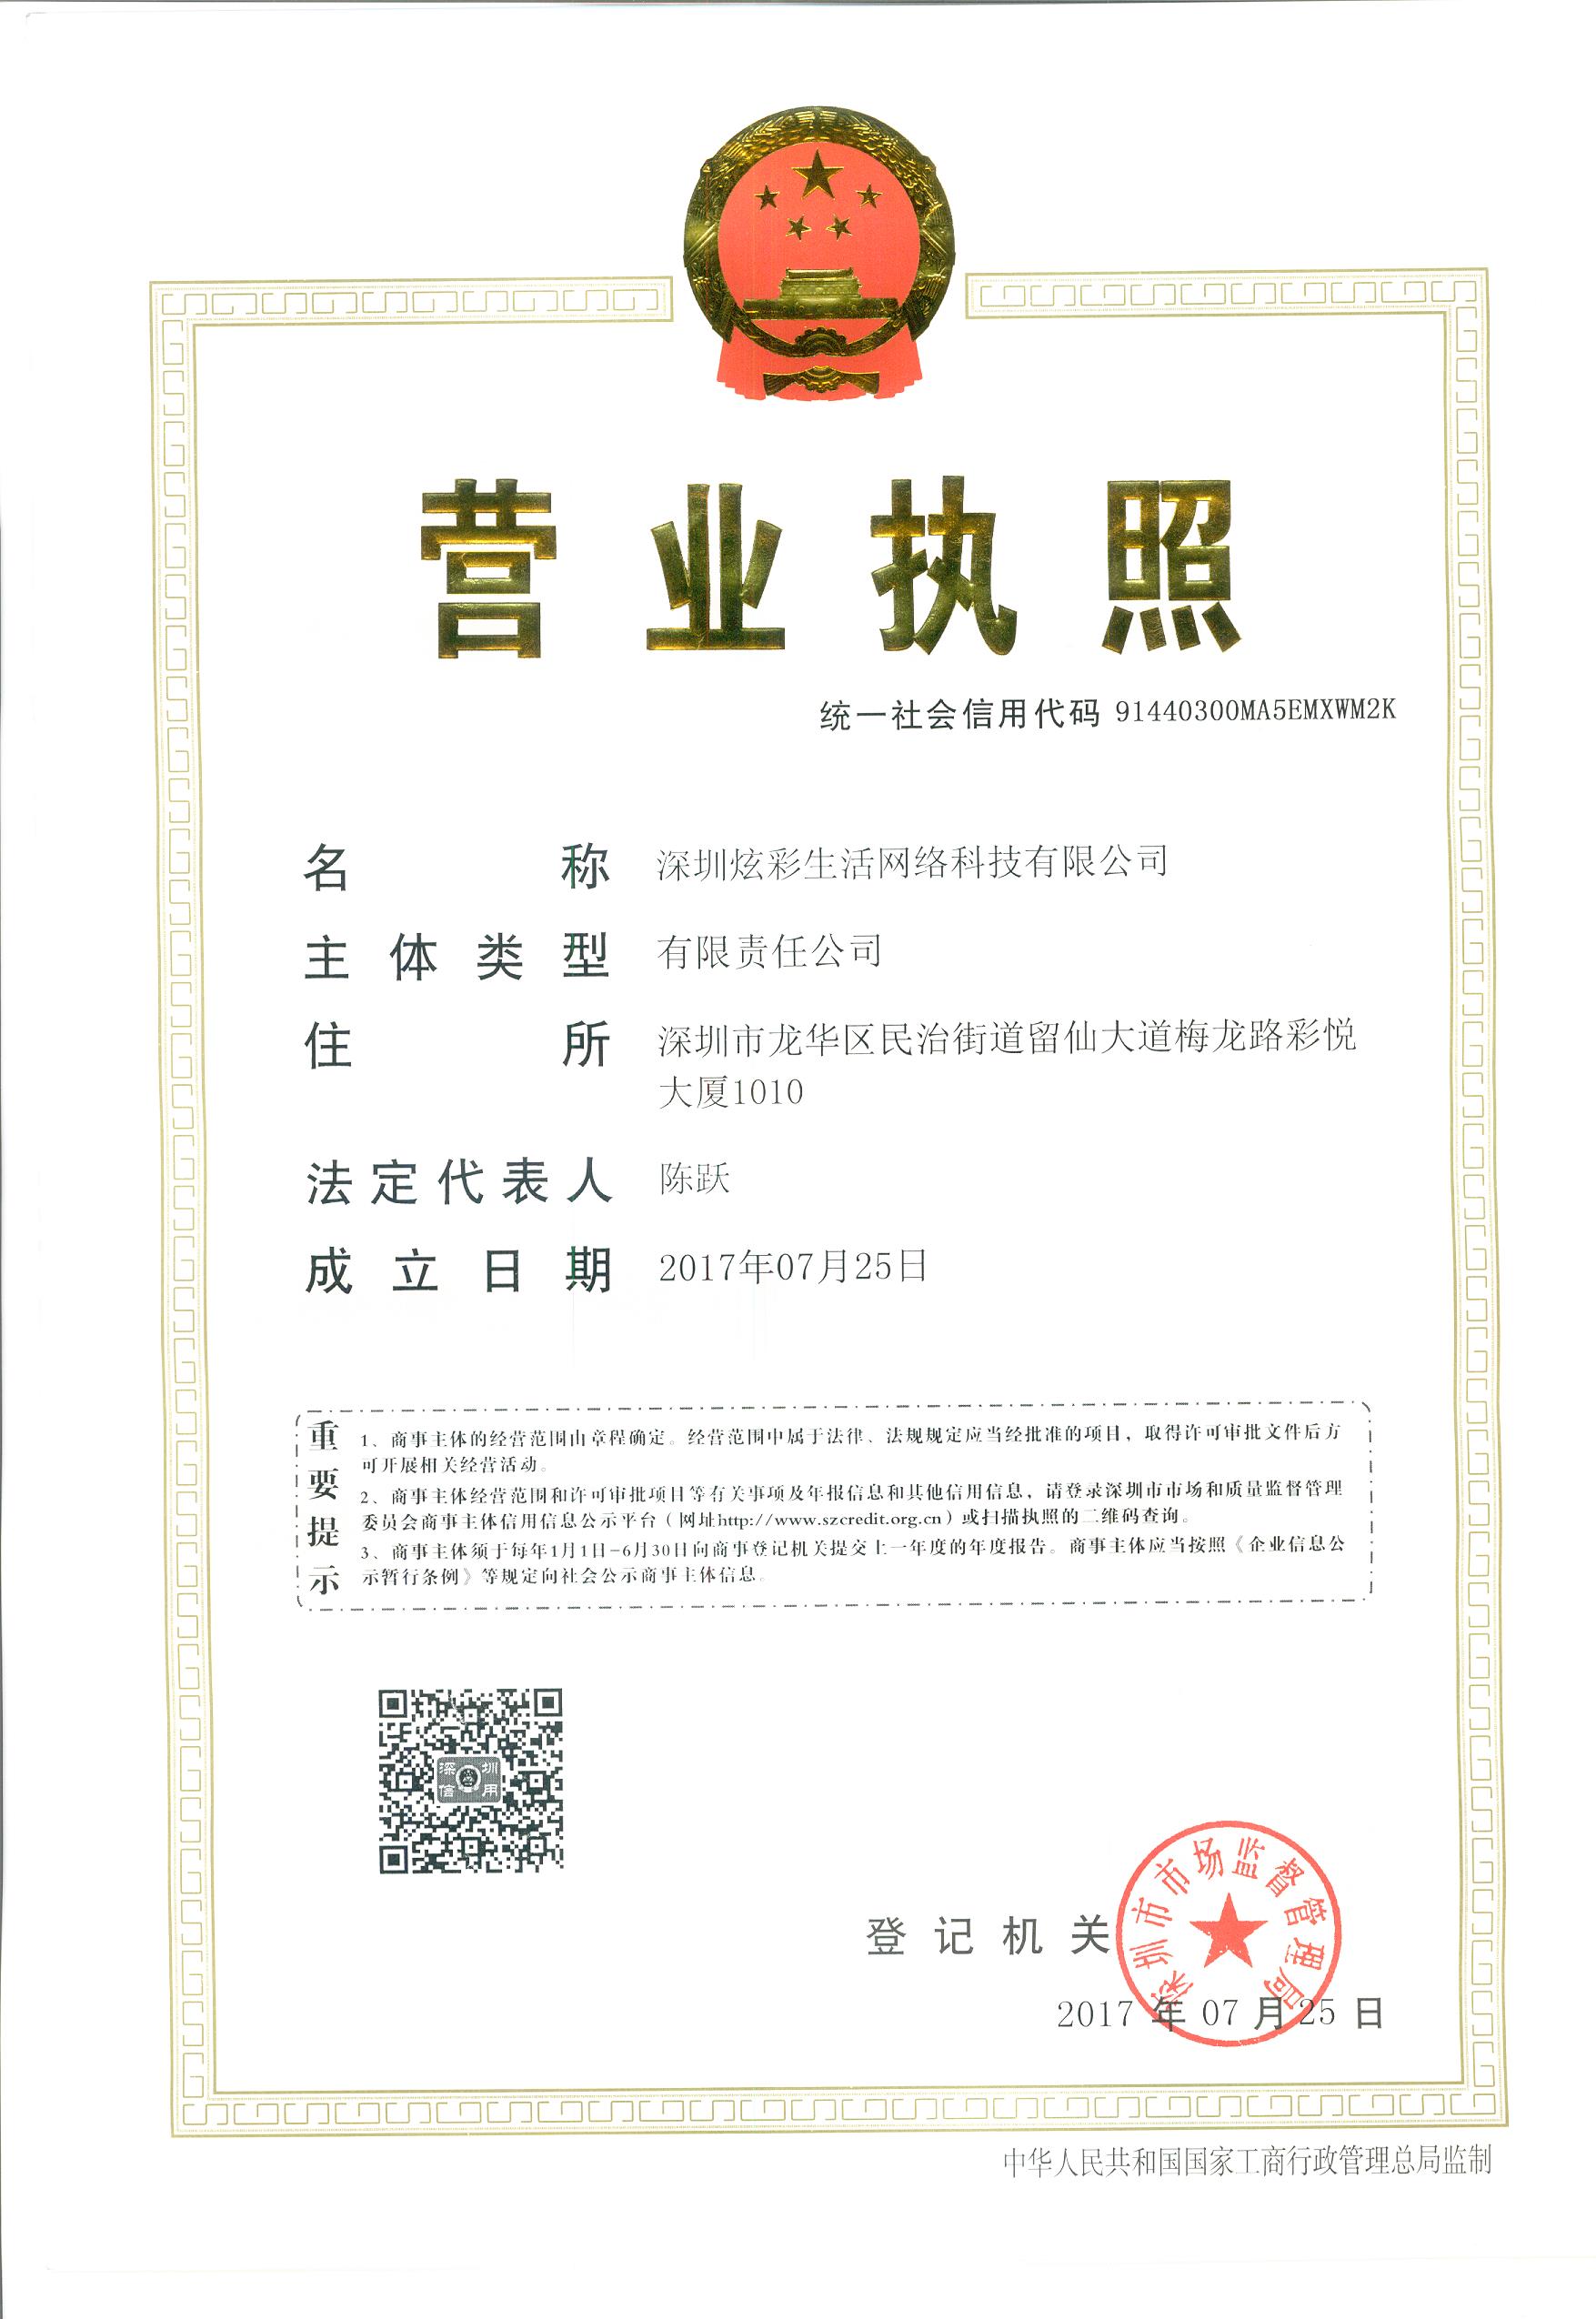 营业执照
统一社会信用代码 91440300MA5EMXWM2K
名称 深圳炫彩生活网络科技有限公司
主体类型 有限责任公司
住所 深圳市龙华区民治街道留仙大道梅龙路彩悦
大厦1010
法定代表人 陈跃
成立日期 2017年07月25日
重要提示
1、商事主体的经营范围由章程确定。经营范围中属于法律、法规规定应当经批准的项目，取得许可审批文件后方
可开展相关经营活动。
2、商事主体经营范围和许可审批项目等有关事项及年报信息和其他信用信息，请登录深圳市市场和质量监督管理
委员会商事主体信用信息公示平台（网址http://www.szcredit.org.cn）或扫描执照的二维码查询。
3、商事主体须于每年1月1日-6月30日向商事登记机关提交上一年度的年度报告。商事主体应当按照《企业信息公
示暂行条例》等规定向社会公示商事主体信息。
深圳
信用
登记机关
深圳市市场监督管理局
2017 年 07 月 25 日
中华人民共和国国家工商行政管理总局监制